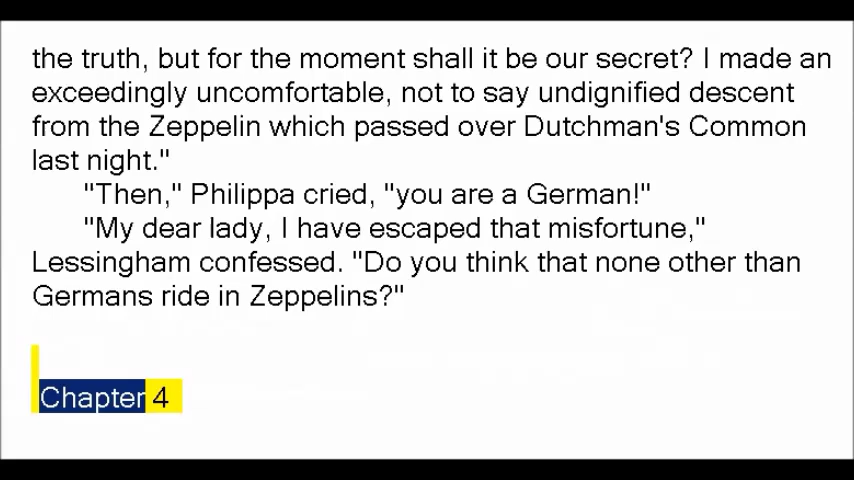 the truth, but for the moment shall it be our secret? I made an
exceedingly uncomfortable, not to say undignified descent
from the Zeppelin which passed over Dutchman's Common
last night."
"Then," Philippa cried, "you are a German!"
"My dear lady, I have escaped that misfortune,"
Lessingham confessed. "Do you think that none other than
Germans ride in Zeppelins?"
Chapter 4